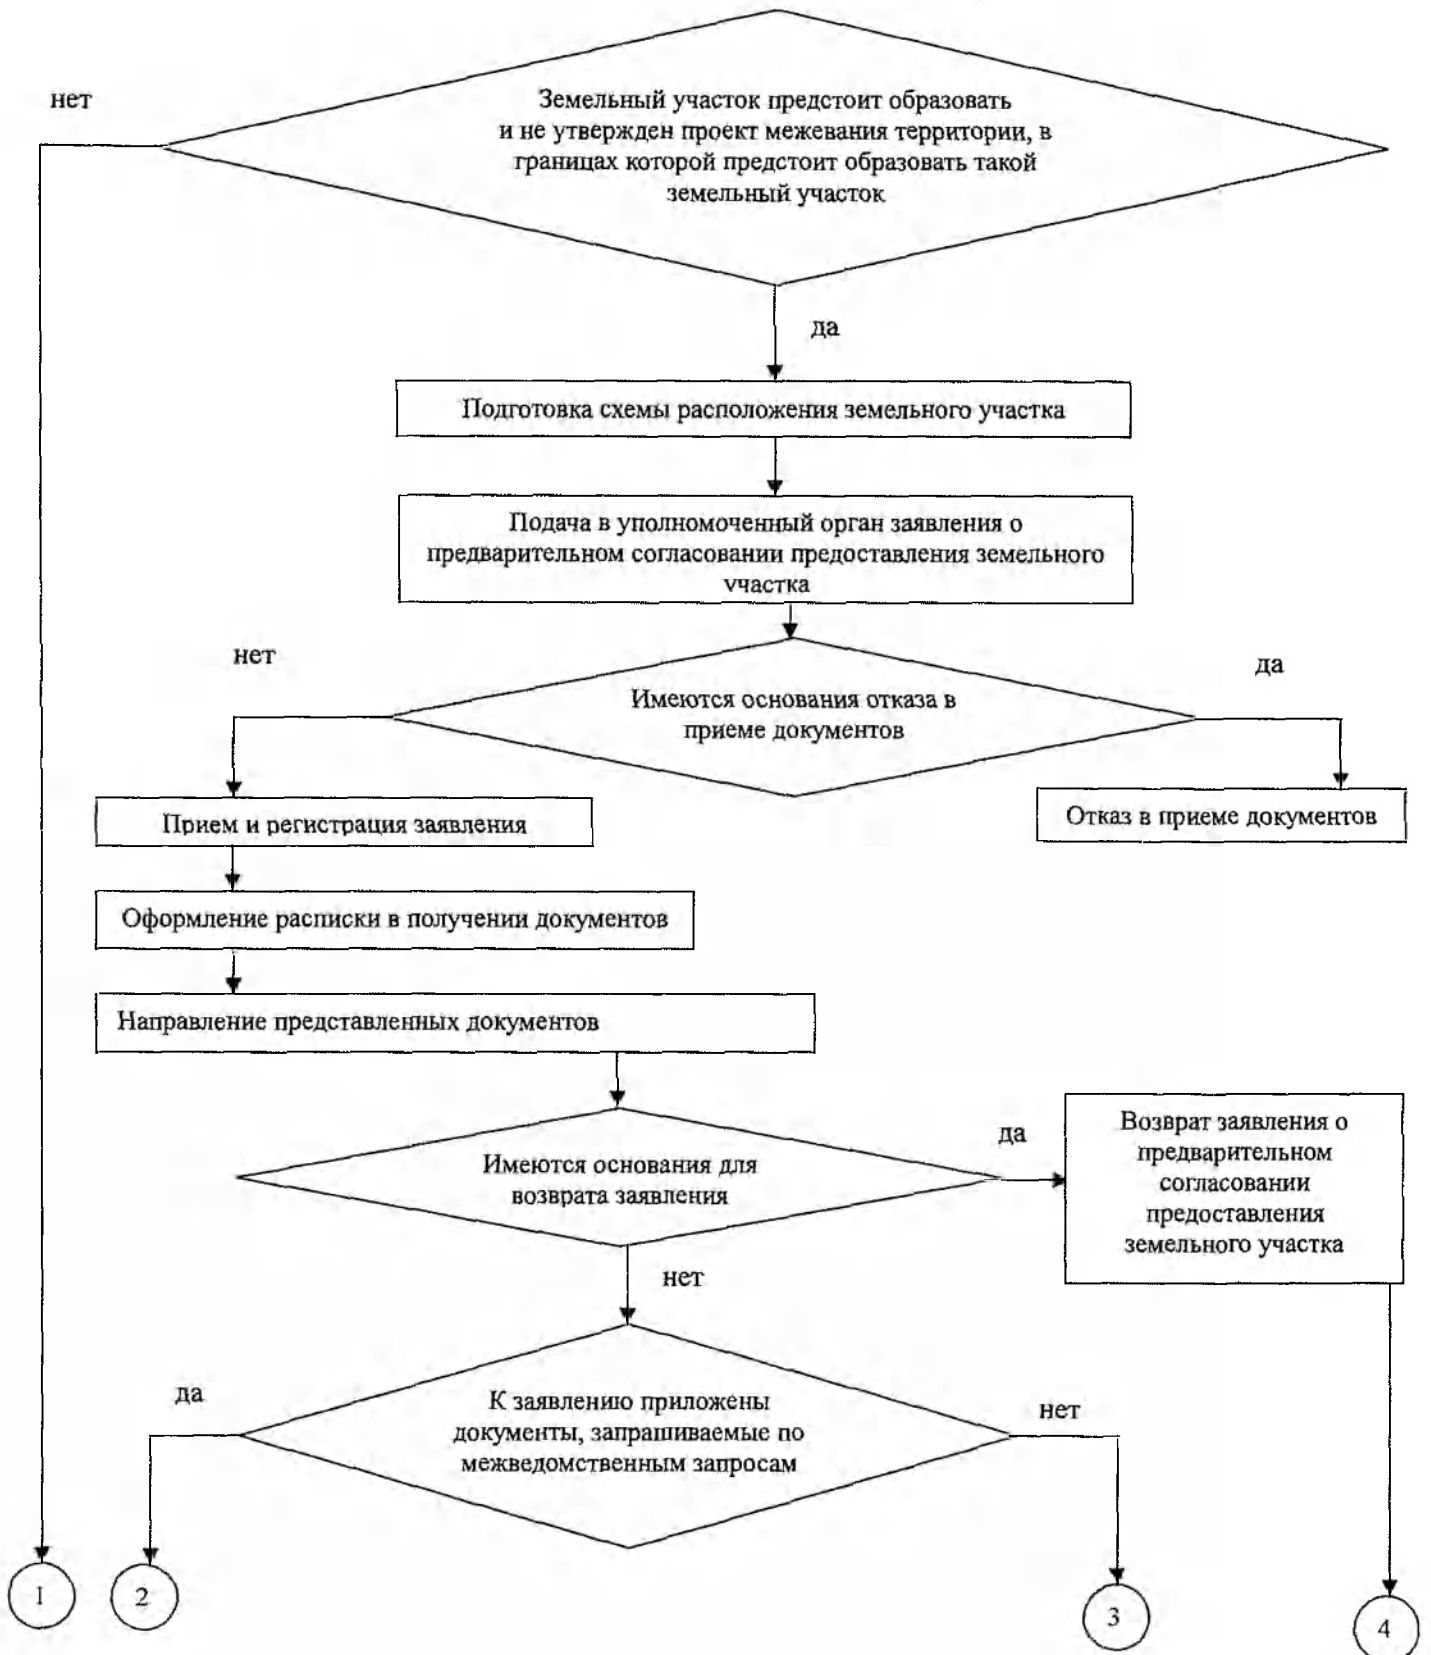 нет
Земельный участок предстоит образовать
и не утвержден проект межевания территории, в
границах которой предстоит образовать такой
земельный участок
да
Подготовка схемы расположения земельного участка
Подача в уполномоченный орган заявления о
предварительном согласовании предоставления земельного
участка
нет
да
Имеются основания отказа в
приеме документов
Прием и регистрация заявления
Отказ в приеме документов
Оформление расписки в получении документов
Направление представленных документов
Имеются основания для
возврата заявления
да
Возврат заявления о
предварительном
согласовании
предоставления
земельного участка
нет
да
К заявлению приложены
документы, запрашиваемые по
межведомственным запросам
нет
1
2
3
4